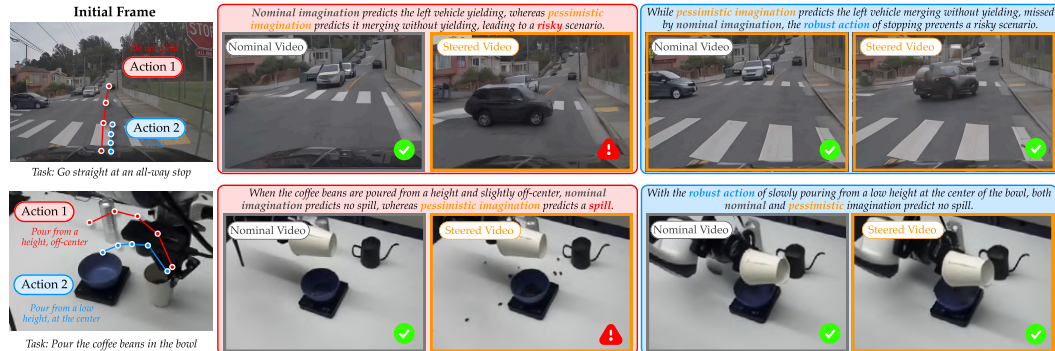 Initial Frame
STOP
Action 1
Action 2
Task: Go straight at an all-way stop
Nominal imagination predicts the left vehicle yielding, whereas pessimistic
imagination predicts it merging without yielding, leading to a risky scenario.
Nominal Video
Steered Video
While pessimistic imagination predicts the left vehicle merging without yielding, missed
by nominal imagination, the robust action of stopping prevents a risky scenario.
Nominal Video
Steered Video
Action 1
Pour from a
height, off-center
Action 2
Pour from a low
height, at the center
Task: Pour the coffee beans in the bowl
When the coffee beans are poured from a height and slightly off-center, nominal
imagination predicts no spill, whereas pessimistic imagination predicts a spill.
Nominal Video
Steered Video
With the robust action of slowly pouring from a low height at the center of the bowl, both
nominal and pessimistic imagination predict no spill.
Nominal Video
Steered Video